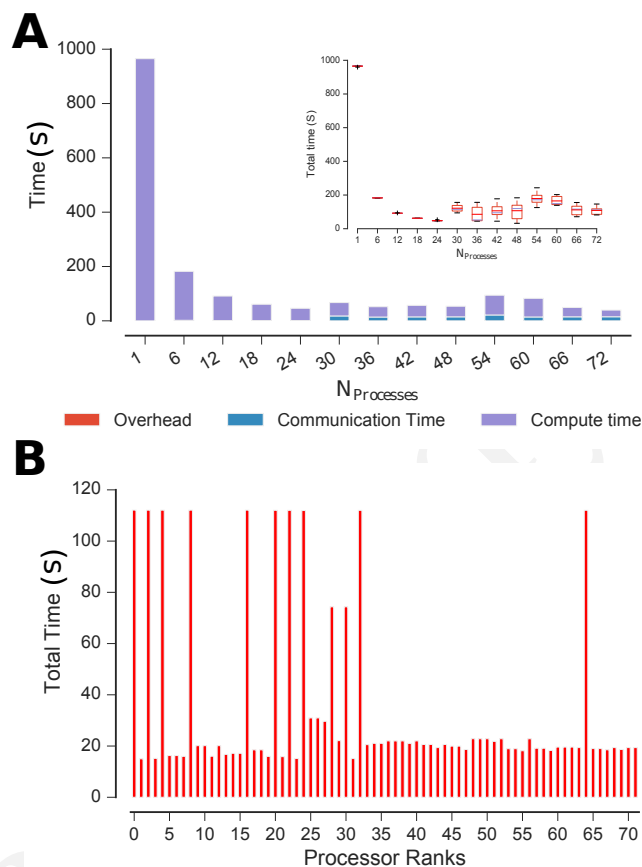 A
1000
800
600
400
200
0
Time (s)
1 6 12 18 24 30 36 42 48 54 60 66 72
N Processes
1000
800
600
400
200
0
Total time (S)
1 6 12 18 24 30 36 42 48 54 60 66 72
N Processes
Overhead Communication Time Compute time
B
120
100
80
60
40
20
0
Total Time (s)
0 5 10 15 20 25 30 35 40 45 50 55 60 65 70
Processor Ranks